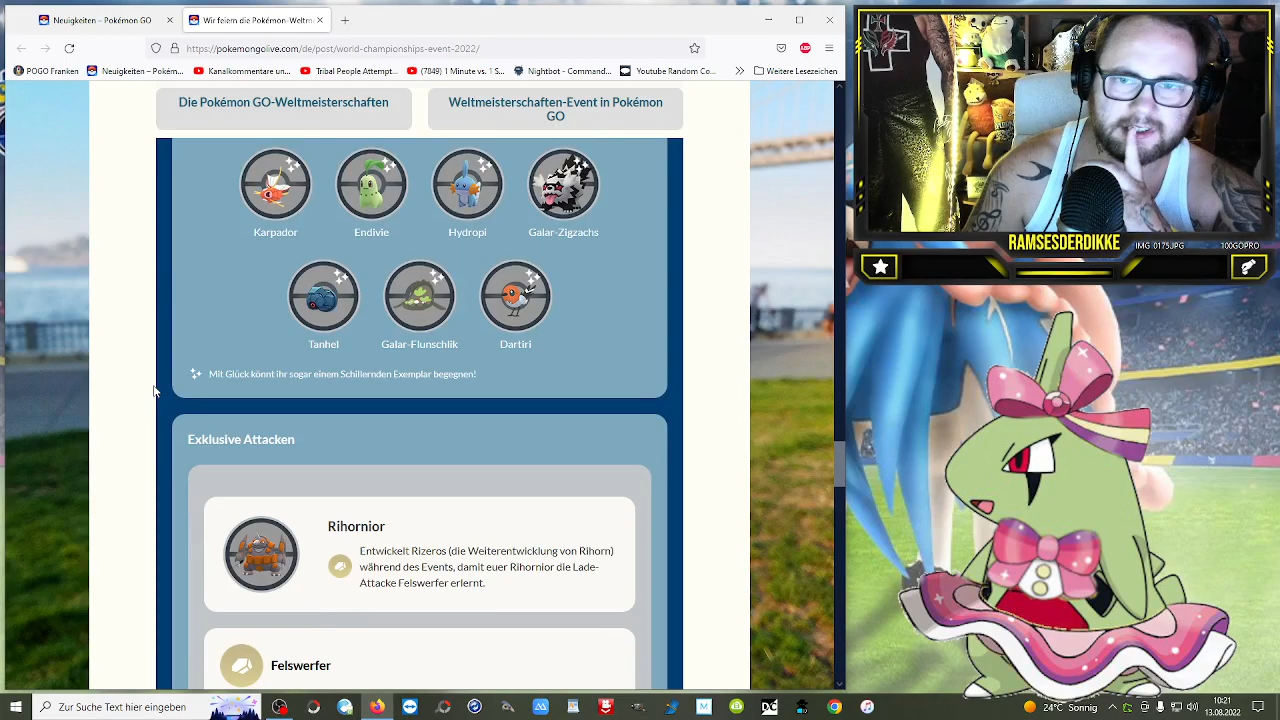 Neuigkeiten – Pokémon GO
Wir feiern die Pokémon-Weltm
https://pokemongolive.com/de/post/world-championships-event-2022/
POGO Franken
Neuigkeiten – Pokém...
Kanalkommentare...
Tribal People Attempt...
(7849) 1 Minute vs. 1 S...
Nightbot - Commands
Youtube Random Co...
Weitere Lesezeichen
Die Pokémon GO-Weltmeisterschaften
Weltmeisterschaften-Event in Pokémon
GO
Karpador
Endivie
Hydropi
Galar-Zigzachs
Tanhel
Galar-Flunschlik
Dartiri
Mit Glück könnt ihr sogar einem Schillernden Exemplar begegnen!
Exklusive Attacken
Rihornior
Entwickelt Rizeros (die Weiterentwicklung von Rihorn)
während des Events, damit euer Rihornior die Lade-
Attacke Felswerfer erlernt.
Felswerfer
RAMSESDERDIKKE
IMG 0175JPG
100GOPRO
Zur Suche Text hier eingeben
24°C Sonnig
10:21
13.08.2022